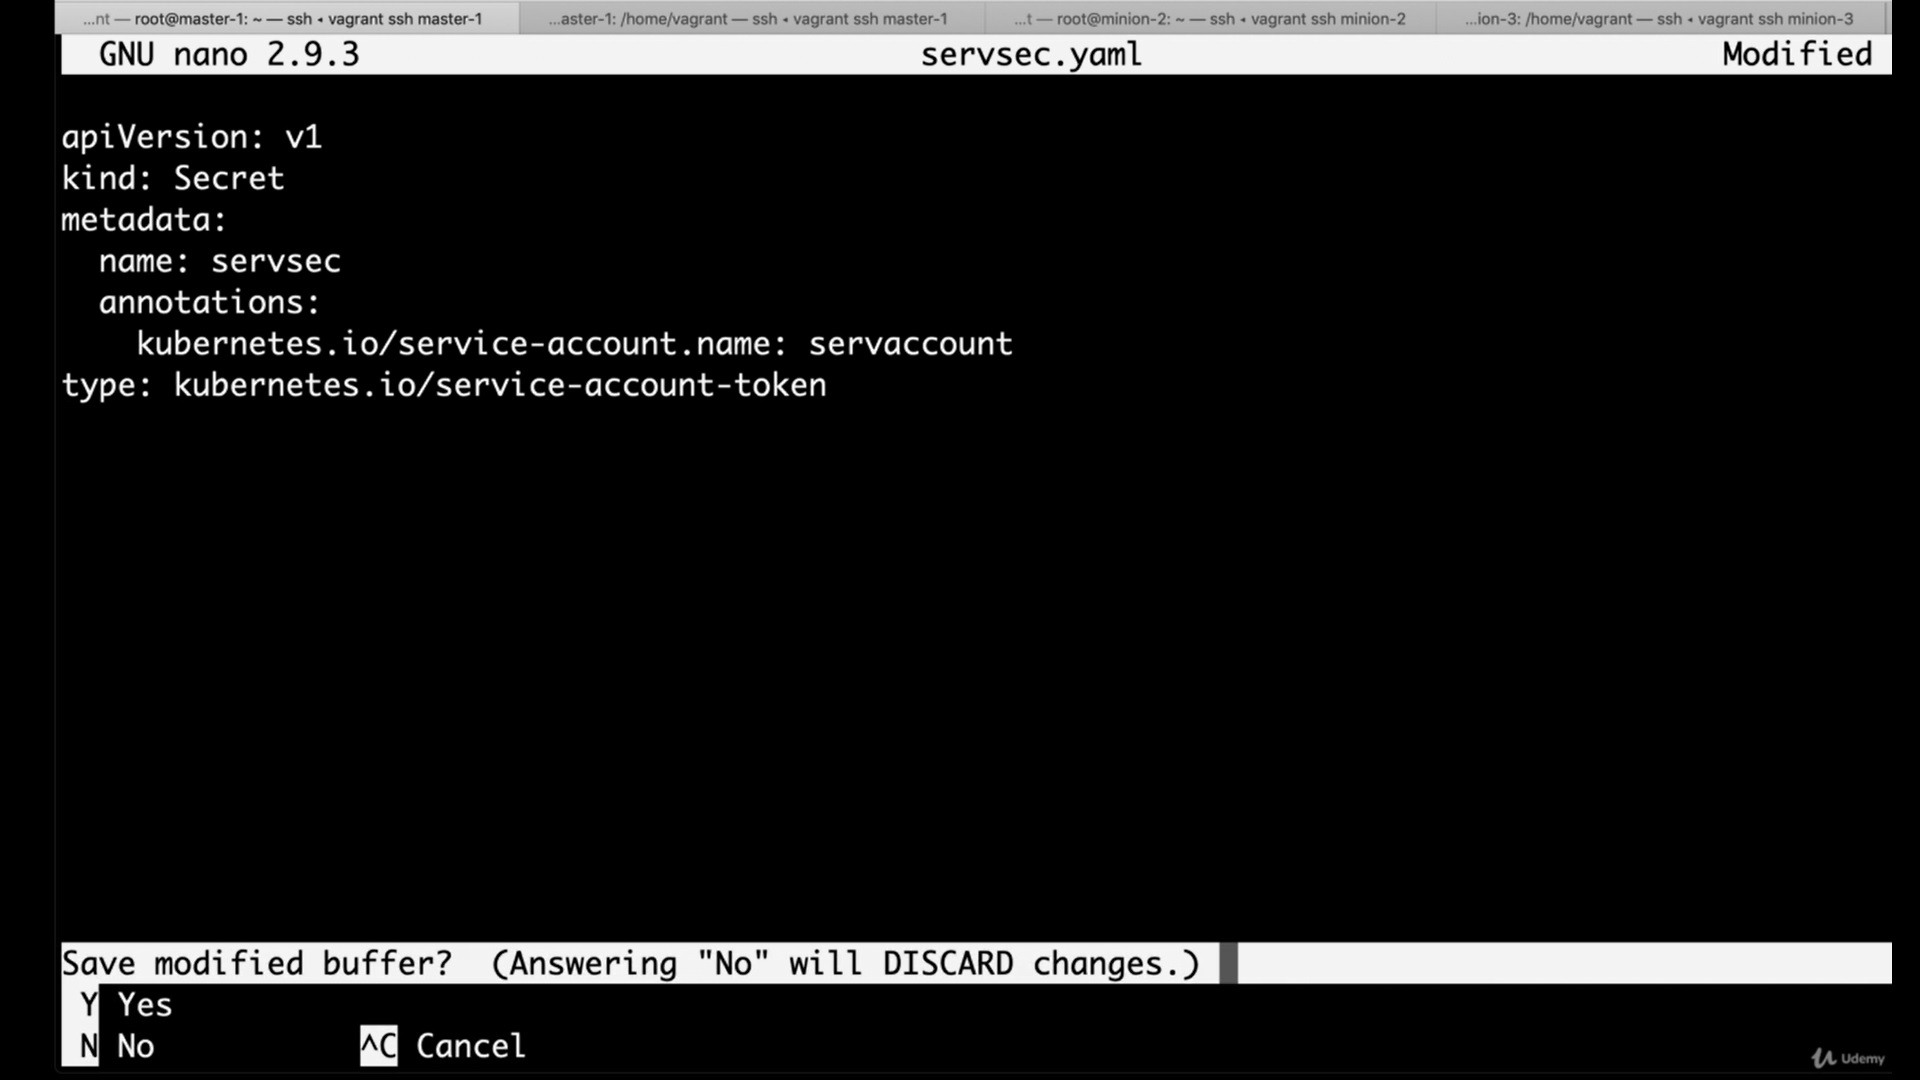 ...nt — root@master-1: ~ — ssh ◂ vagrant ssh master-1
...aster-1: /home/vagrant — ssh ◂ vagrant ssh master-1
...t — root@minion-2: ~ — ssh ◂ vagrant ssh minion-2
...ion-3: /home/vagrant — ssh ◂ vagrant ssh minion-3
GNU nano 2.9.3 servsec.yaml Modified
apiVersion: v1
kind: Secret
metadata:
  name: servsec
  annotations:
    kubernetes.io/service-account.name: servaccount
type: kubernetes.io/service-account-token
Save modified buffer?  (Answering "No" will DISCARD changes.)
Y Yes
N No ^C Cancel
Udemy